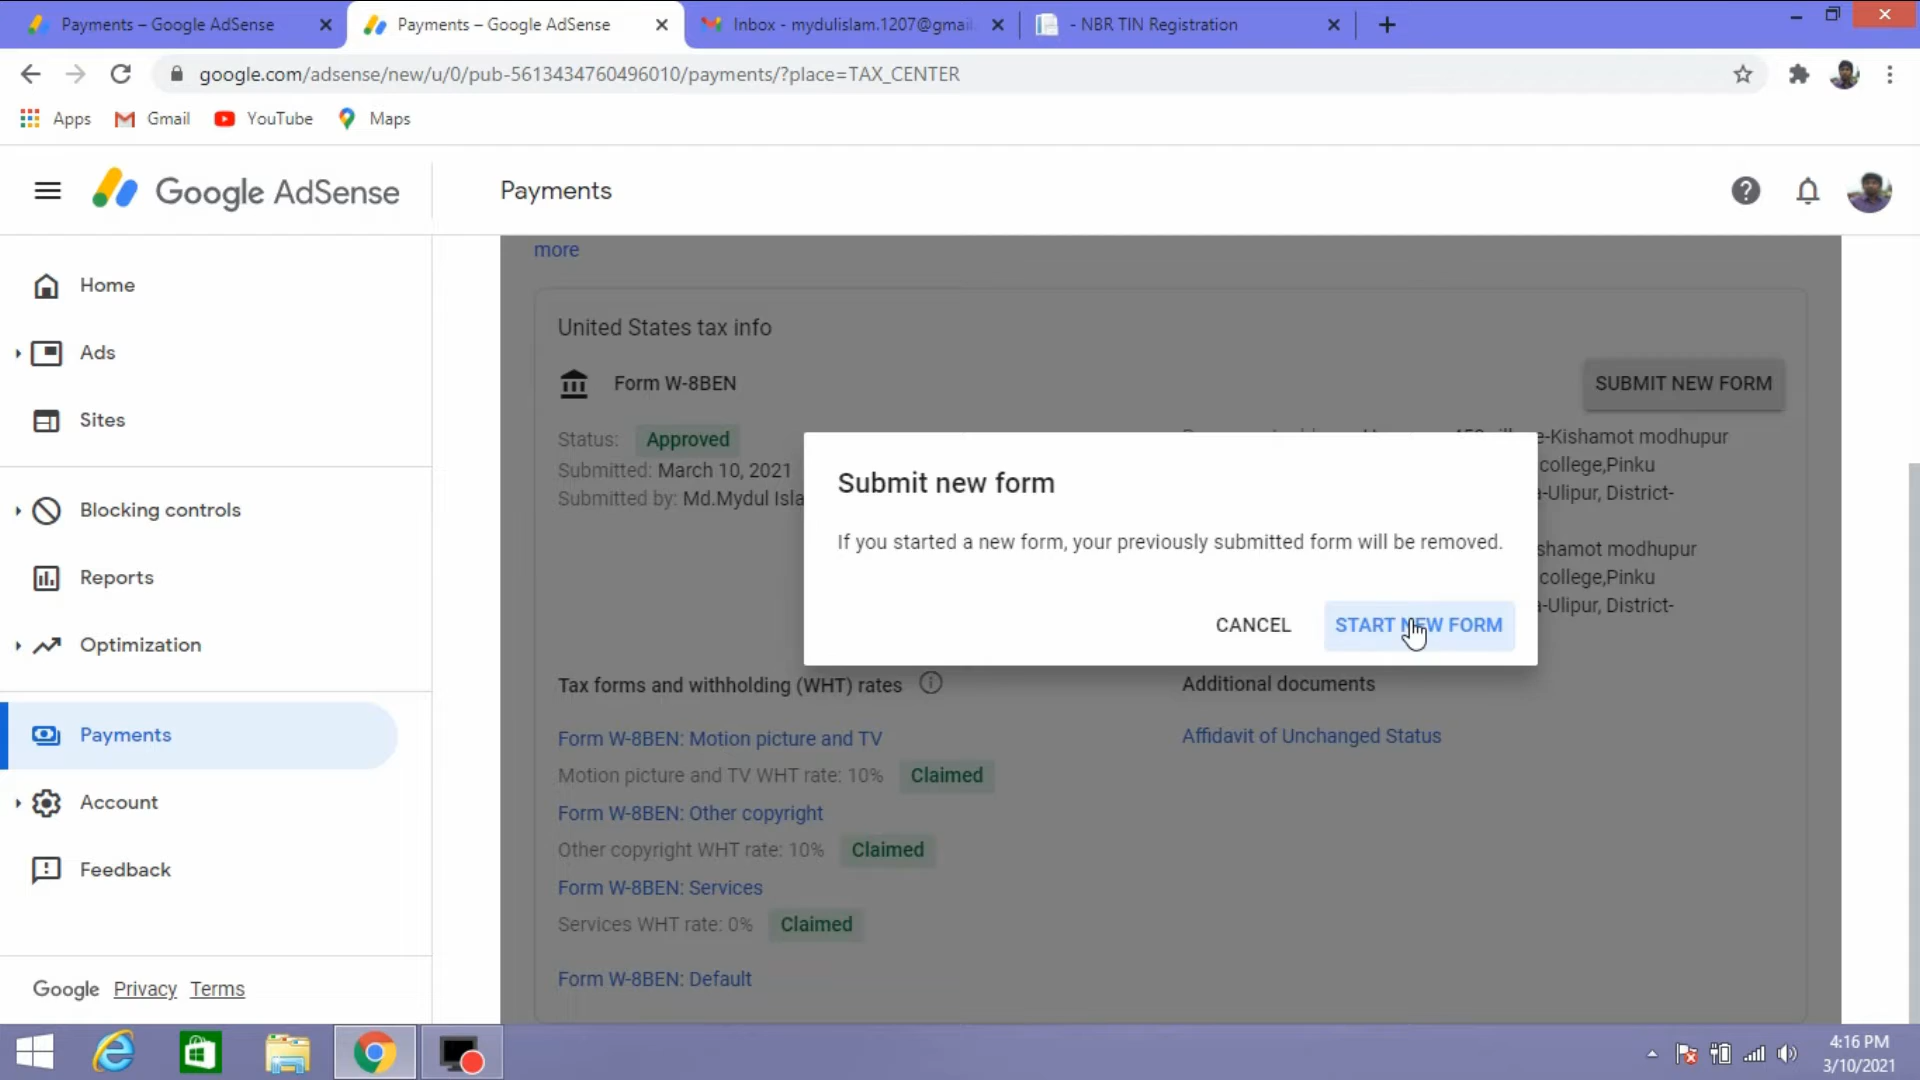 Payments – Google AdSense
Payments – Google AdSense
Inbox - mydulislam.1207@gmail
- NBR TIN Registration
google.com/adsense/new/u/0/pub-5613434760496010/payments/?place=TAX_CENTER
Apps Gmail YouTube Maps
Google AdSense
Payments
Home
Ads
Sites
Blocking controls
Reports
Optimization
Payments
Account
Feedback
Google Privacy Terms
more
United States tax info
Form W-8BEN
SUBMIT NEW FORM
Status: Approved
Submitted: March 10, 2021
Submitted by: Md.Mydul Isla
e-Kishamot modhupur
college,Pinku
a-Ulipur, District-
shamot modhupur
college,Pinku
a-Ulipur, District-
Submit new form
If you started a new form, your previously submitted form will be removed.
CANCEL START NEW FORM
Tax forms and withholding (WHT) rates
Form W-8BEN: Motion picture and TV
Motion picture and TV WHT rate: 10% Claimed
Form W-8BEN: Other copyright
Other copyright WHT rate: 10% Claimed
Form W-8BEN: Services
Services WHT rate: 0% Claimed
Form W-8BEN: Default
Additional documents
Affidavit of Unchanged Status
4:16 PM
3/10/2021